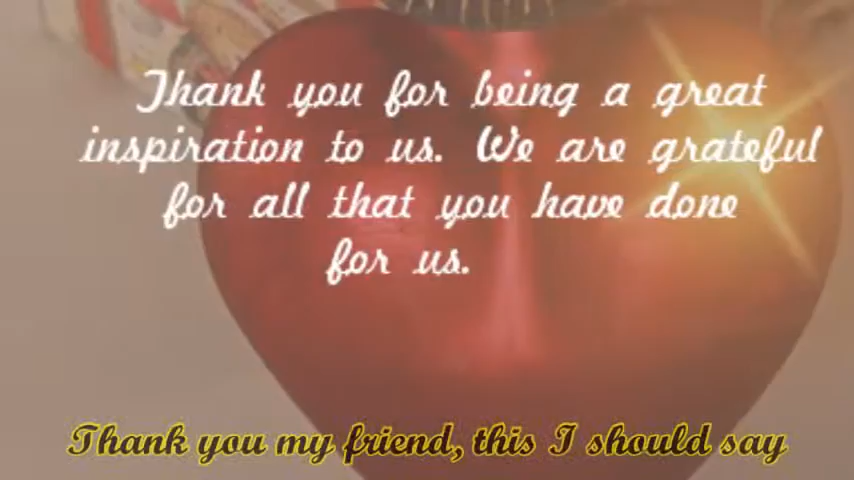 Thank you for being a great
inspiration to us. We are grateful
for all that you have done
for us.
Thank you my friend, this I should say